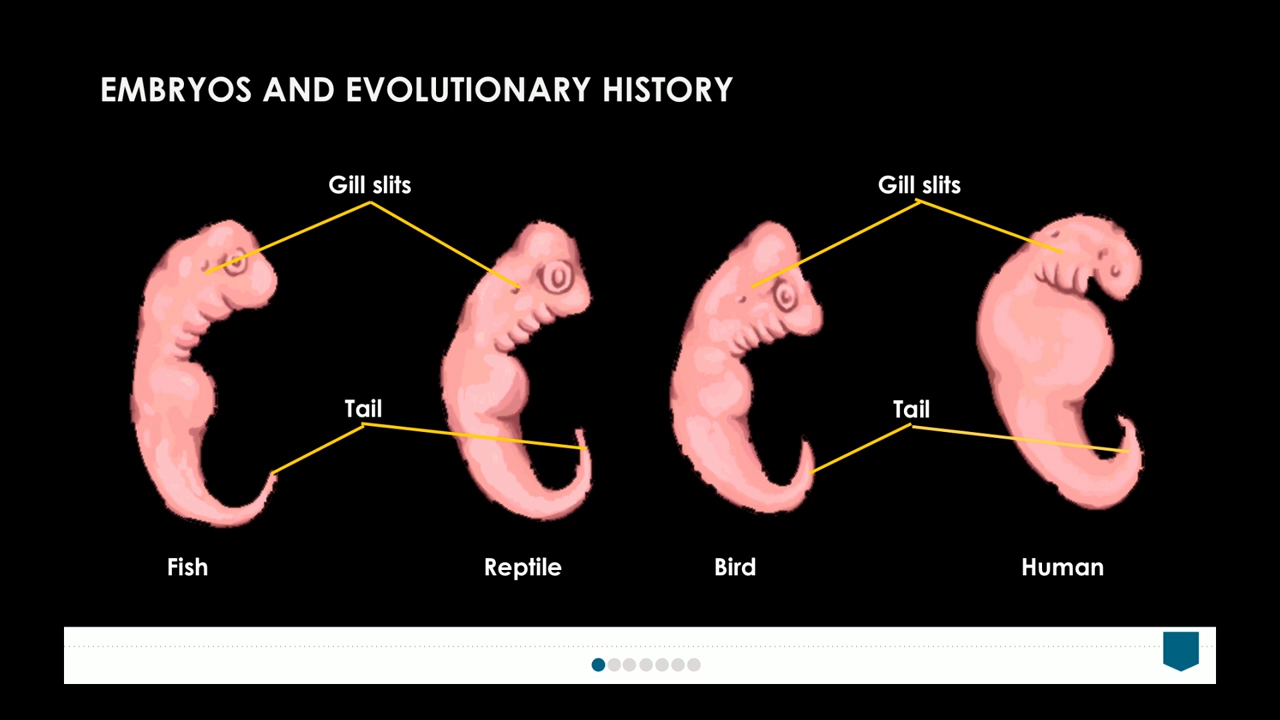 EMBRYOS AND EVOLUTIONARY HISTORY
Gill slits
Gill slits
Tail
Tail
Fish
Reptile
Bird
Human